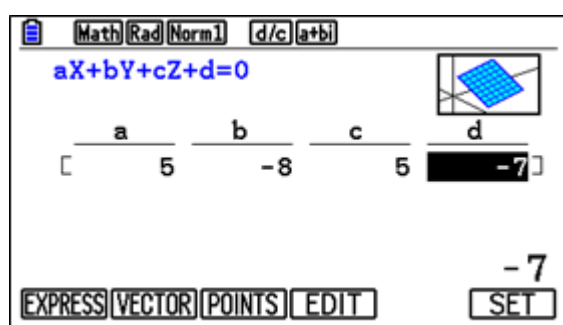 Math Rad Norm1 d/c a+bi
aX+bY+cZ+d=0
a b c d
[ 5 -8 5 -7 ]
-7
EXPRESS VECTOR POINTS EDIT SET